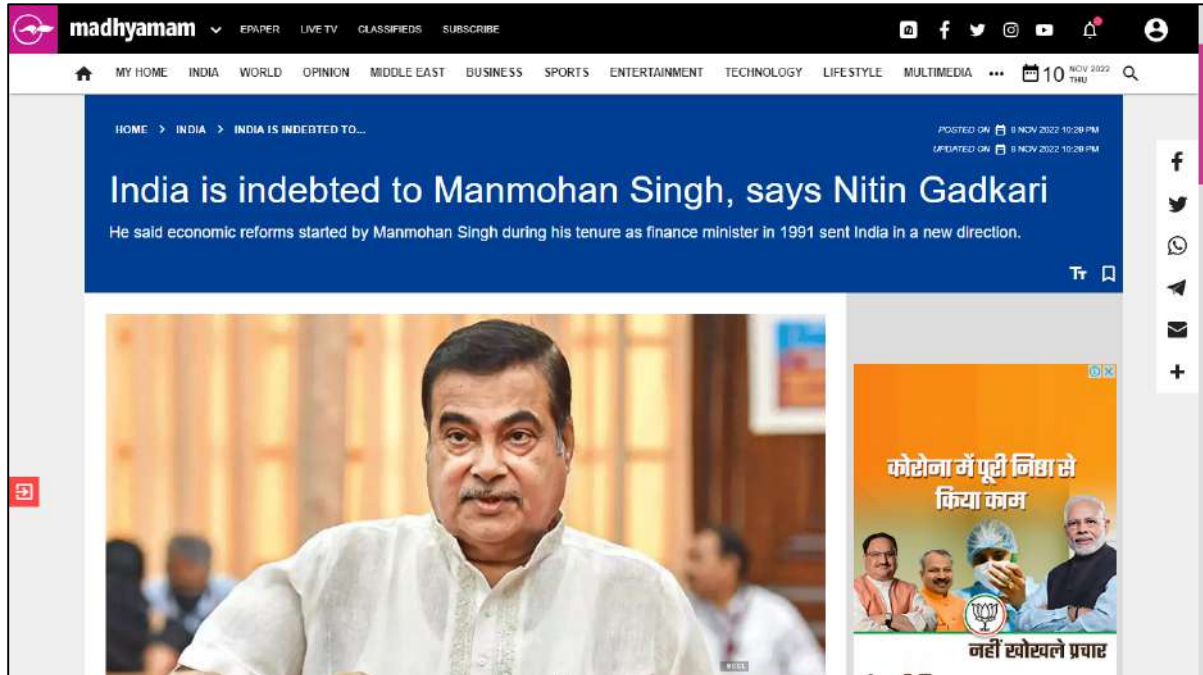 madhyamam EPAPER LIVE TV CLASSIFIEDS SUBSCRIBE
MY HOME INDIA WORLD OPINION MIDDLE EAST BUSINESS SPORTS ENTERTAINMENT TECHNOLOGY LIFESTYLE MULTIMEDIA ••• 10 NOV 2022 THU
HOME > INDIA > INDIA IS INDEBTED TO...
POSTED ON 8 NOV 2022 10:28 PM
UPDATED ON 8 NOV 2022 10:28 PM
India is indebted to Manmohan Singh, says Nitin Gadkari
He said economic reforms started by Manmohan Singh during his tenure as finance minister in 1991 sent India in a new direction.
कोरोना में पूरी निष्ठा से
किया काम
नहीं खोखले प्रचार
BCCL